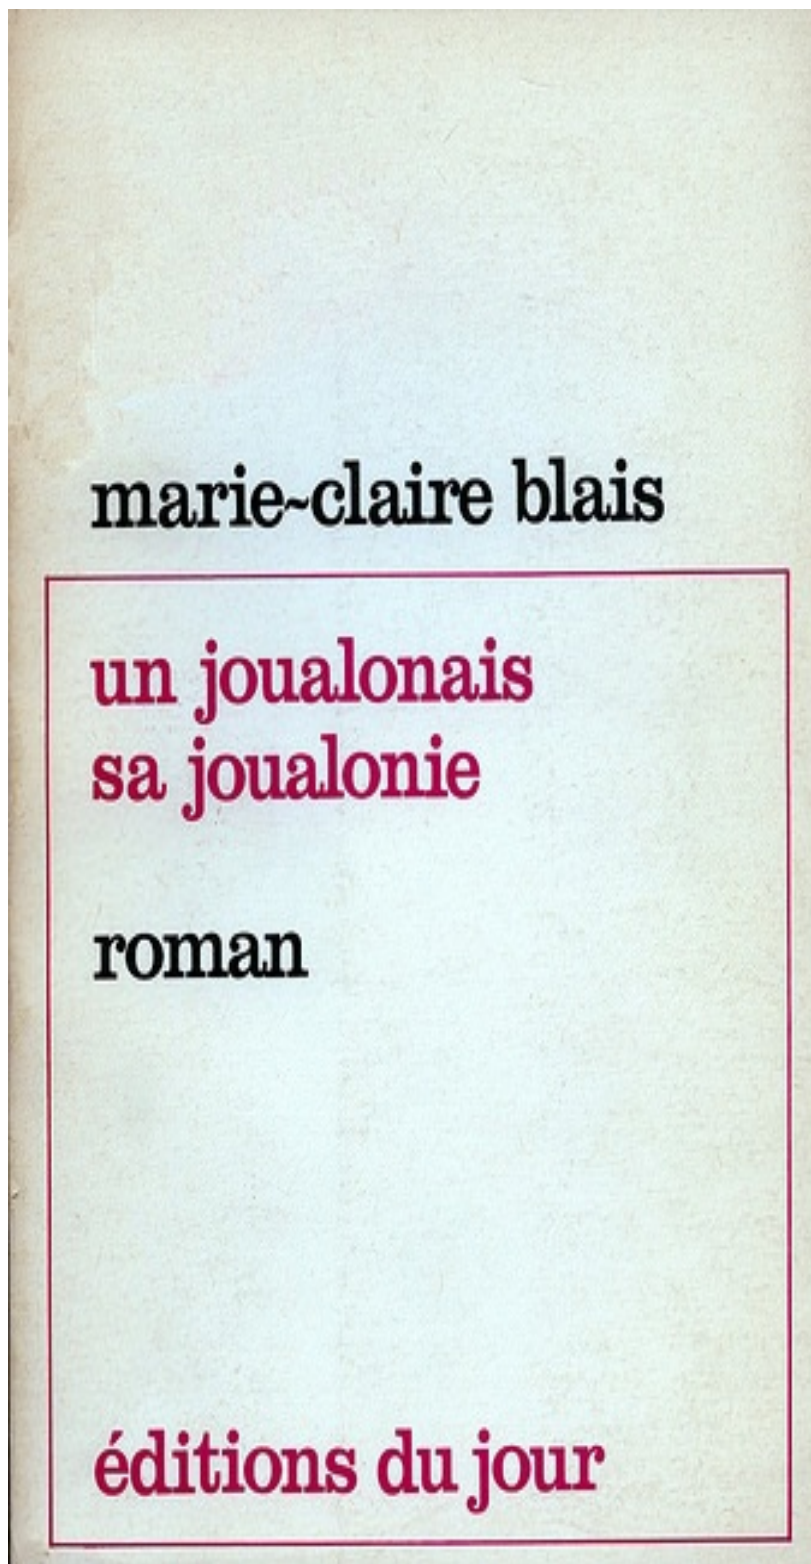 marie~claire blais
un joualonais
sa joualonie
roman
éditions du jour